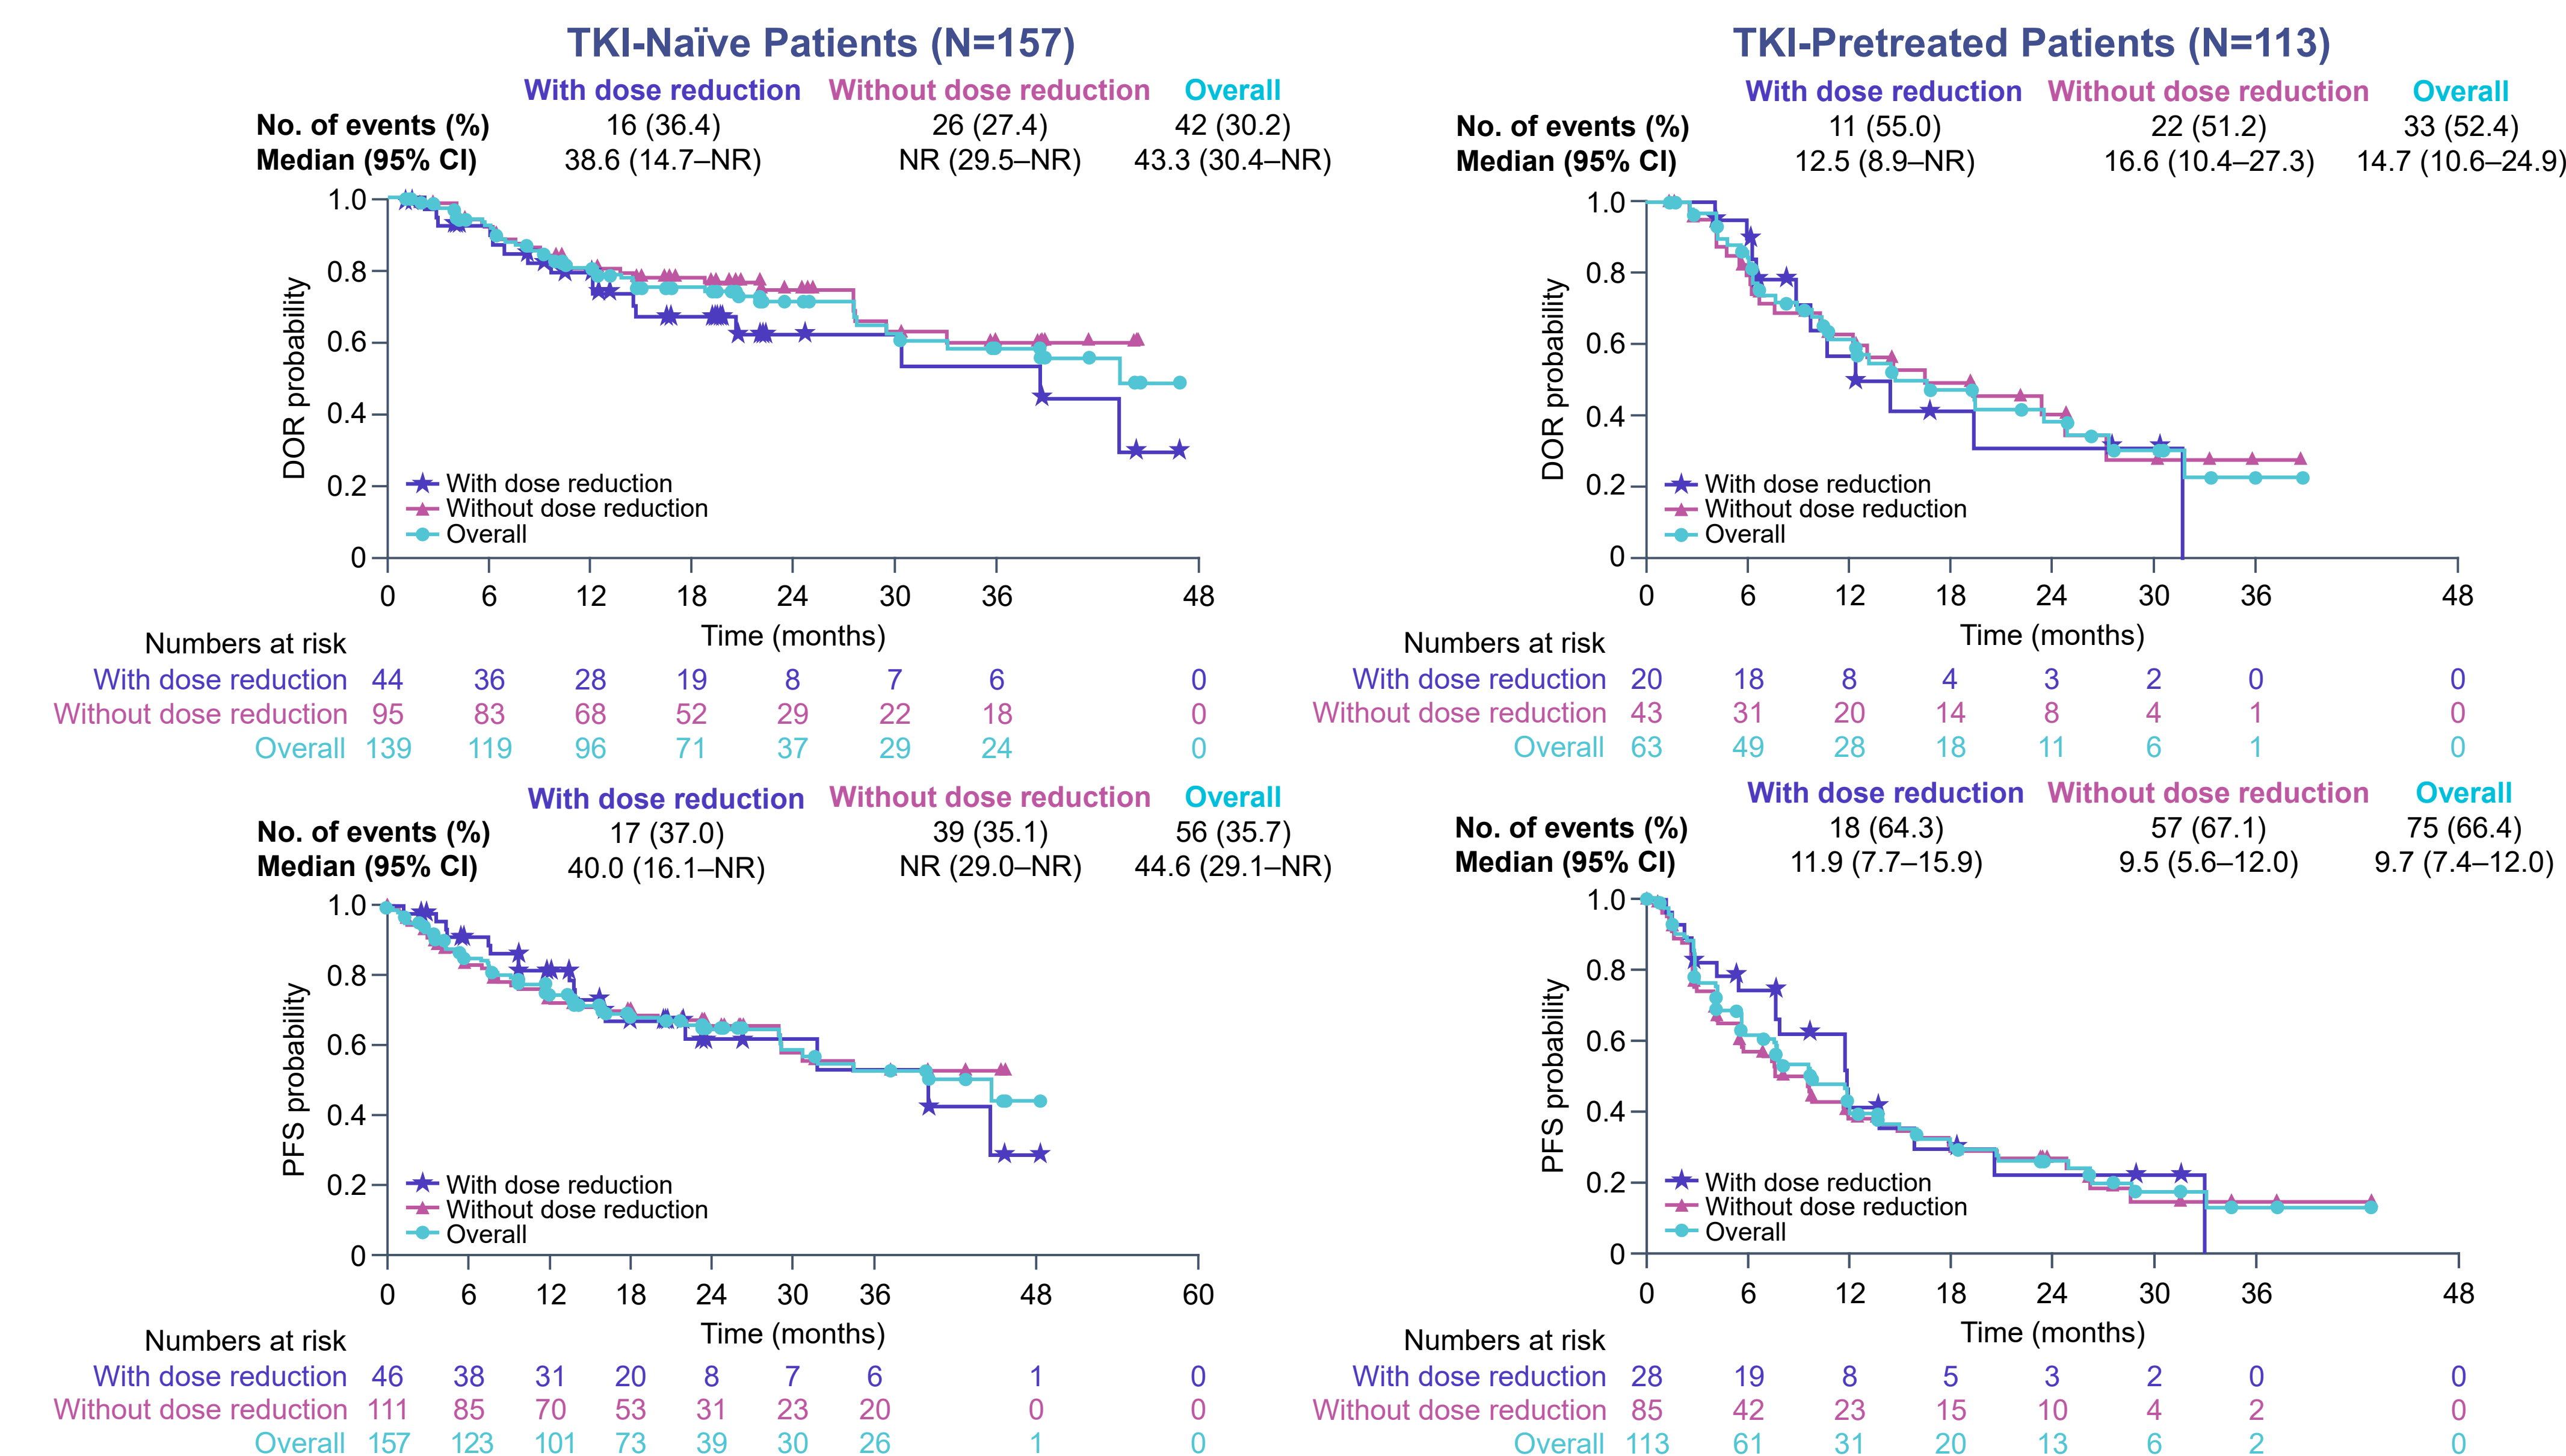 TKI-Naïve Patients (N=157)
With dose reduction Without dose reduction Overall
No. of events (%) 16 (36.4) 26 (27.4) 42 (30.2)
Median (95% CI) 38.6 (14.7–NR) NR (29.5–NR) 43.3 (30.4–NR)
DOR probability
1.0
0.8
0.6
0.4
0.2
0
With dose reduction
Without dose reduction
Overall
0 6 12 18 24 30 36 48
Time (months)
Numbers at risk
With dose reduction 44 36 28 19 8 7 6 0
Without dose reduction 95 83 68 52 29 22 18 0
Overall 139 119 96 71 37 29 24 0
TKI-Pretreated Patients (N=113)
With dose reduction Without dose reduction Overall
No. of events (%) 11 (55.0) 22 (51.2) 33 (52.4)
Median (95% CI) 12.5 (8.9–NR) 16.6 (10.4–27.3) 14.7 (10.6–24.9)
DOR probability
1.0
0.8
0.6
0.4
0.2
0
With dose reduction
Without dose reduction
Overall
0 6 12 18 24 30 36 48
Time (months)
Numbers at risk
With dose reduction 20 18 8 4 3 2 0 0
Without dose reduction 43 31 20 14 8 4 1 0
Overall 63 49 28 18 11 6 1 0
With dose reduction Without dose reduction Overall
No. of events (%) 17 (37.0) 39 (35.1) 56 (35.7)
Median (95% CI) 40.0 (16.1–NR) NR (29.0–NR) 44.6 (29.1–NR)
PFS probability
1.0
0.8
0.6
0.4
0.2
0
With dose reduction
Without dose reduction
Overall
0 6 12 18 24 30 36 48 60
Time (months)
Numbers at risk
With dose reduction 46 38 31 20 8 7 6 1 0
Without dose reduction 111 85 70 53 31 23 20 0 0
Overall 157 123 101 73 39 30 26 1 0
With dose reduction Without dose reduction Overall
No. of events (%) 18 (64.3) 57 (67.1) 75 (66.4)
Median (95% CI) 11.9 (7.7–15.9) 9.5 (5.6–12.0) 9.7 (7.4–12.0)
PFS probability
1.0
0.8
0.6
0.4
0.2
0
With dose reduction
Without dose reduction
Overall
0 6 12 18 24 30 36 48
Time (months)
Numbers at risk
With dose reduction 28 19 8 5 3 2 0 0
Without dose reduction 85 42 23 15 10 4 2 0
Overall 113 61 31 20 13 6 2 0